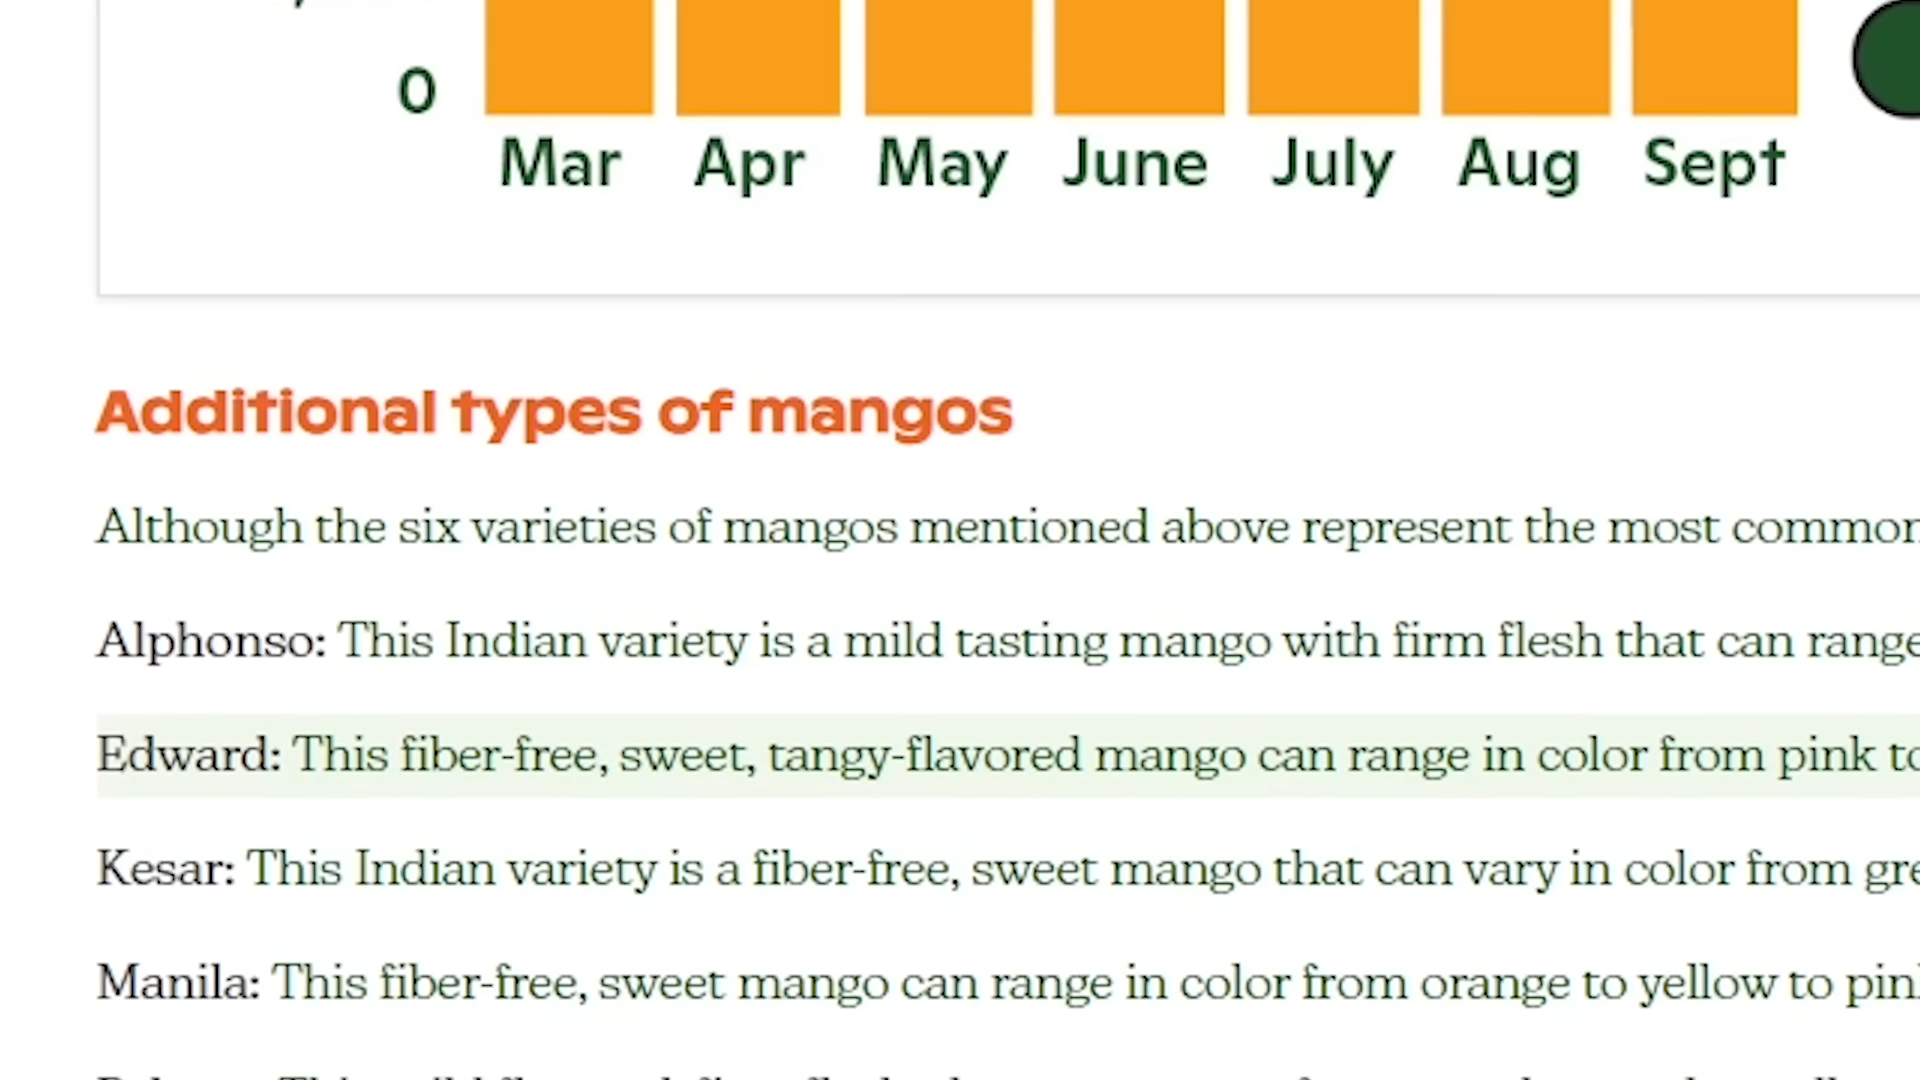 0
Mar Apr May June July Aug Sept
Additional types of mangos
Although the six varieties of mangos mentioned above represent the most common
Alphonso: This Indian variety is a mild tasting mango with firm flesh that can range
Edward: This fiber-free, sweet, tangy-flavored mango can range in color from pink to
Kesar: This Indian variety is a fiber-free, sweet mango that can vary in color from
Manila: This fiber-free, sweet mango can range in color from orange to yellow to